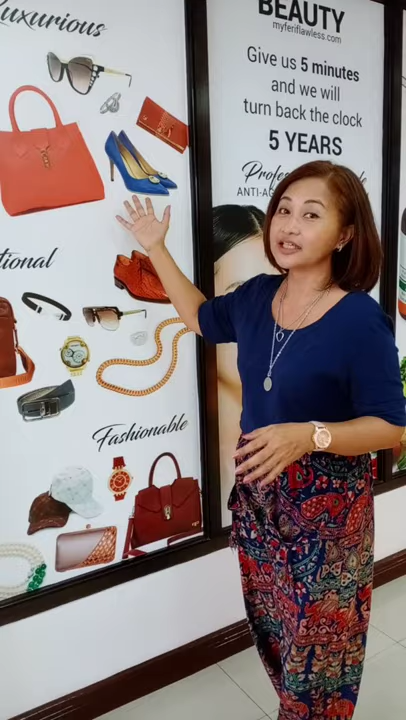 Luxurious
Fashionable
BEAUTY
myferiflawless.com
Give us 5 minutes
and we will
turn back the clock
5 YEARS
ANTI-AG